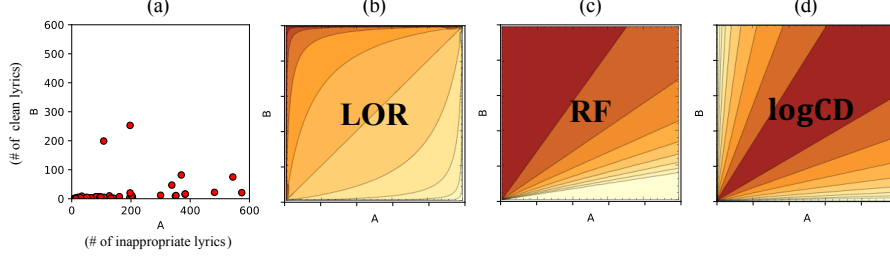 (a)
(b)
(c)
(d)
600
500
400
300
200
100
0
0
200
400
600
B
(# of clean lyrics)
A
(# of inappropriate lyrics)
LOR
B
A
RF
B
A
logCD
B
A